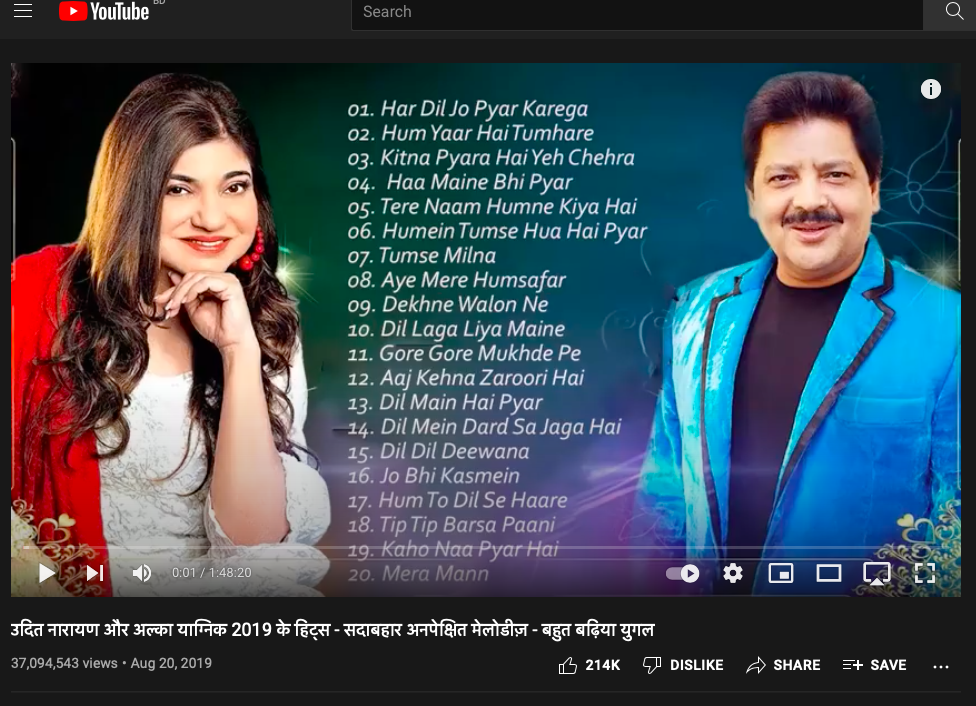 YouTube BD
Search
01. Har Dil Jo Pyar Karega
02. Hum Yaar Hai Tumhare
03. Kitna Pyara Hai Yeh Chehra
04. Haa Maine Bhi Pyar
05. Tere Naam Humne Kiya Hai
06. Humein Tumse Hua Hai Pyar
07. Tumse Milna
08. Aye Mere Humsafar
09. Dekhne Walon Ne
10. Dil Laga Liya Maine
11. Gore Gore Mukhde Pe
12. Aaj Kehna Zaroori Hai
13. Dil Main Hai Pyar
14. Dil Mein Dard Sa Jaga Hai
15. Dil Dil Deewana
16. Jo Bhi Kasmein
17. Hum To Dil Se Haare
18. Tip Tip Barsa Paani
19. Kaho Naa Pyar Hai
20. Mera Mann
0:01 / 1:48:20
उदित नारायण और अल्का याग्निक 2019 के हिट्स - सदाबहार अनपेक्षित मेलोडीज़ - बहुत बढ़िया युगल
37,094,543 views • Aug 20, 2019
214K DISLIKE SHARE SAVE